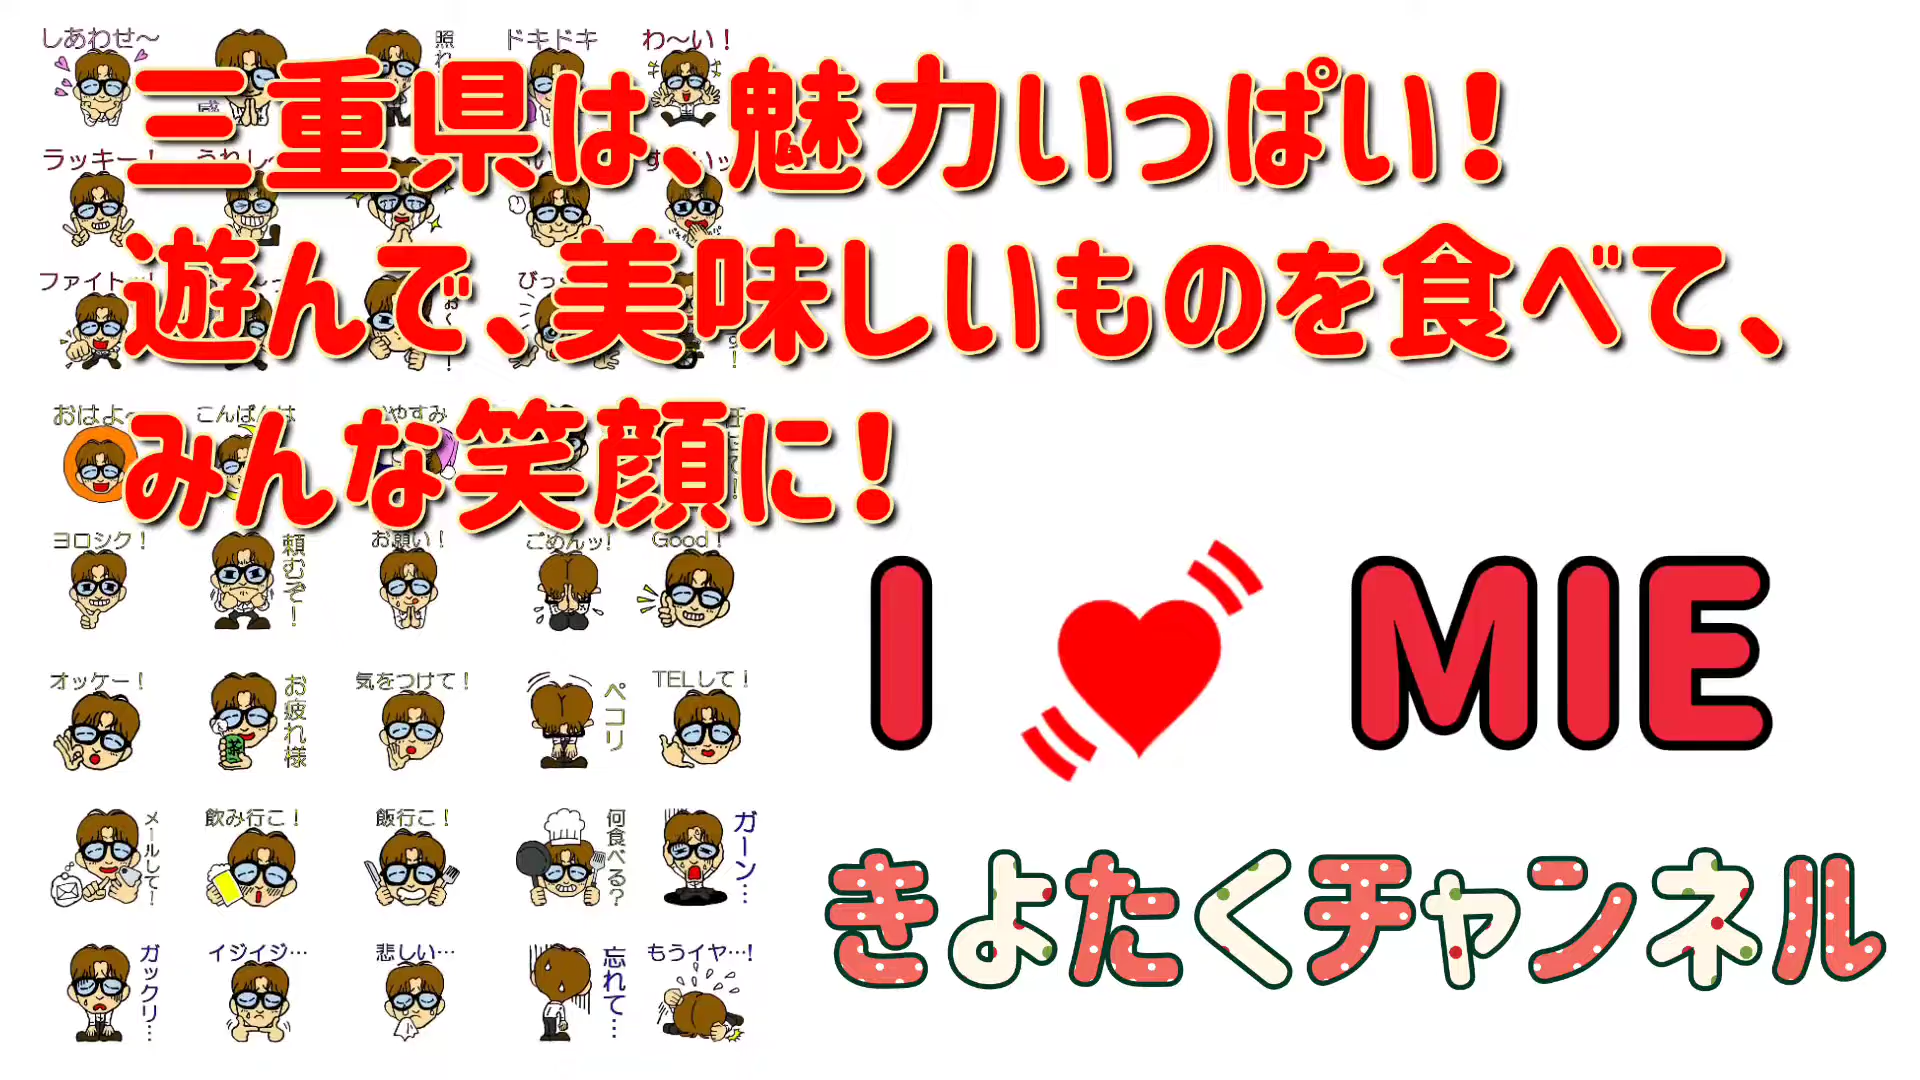 三重県は、魅力いっぱい!
遊んで、美味しいものを食べて、
みんな笑顔に!
I MIE
きよたくチャンネル
しあわせ〜
ドキドキ
わ〜い!
ラッキー!
おはよ〜
こんばんは
ヨロシク!
頼むぞ!
お願い!
ごめんッ!
Good!
オッケー!
お疲れ様
茶
気をつけて!
ペコリ
TELして!
メールして!
飲み行こ!
飯行こ!
何食べる?
ガーン…
ガックリ…
イジイジ…
悲しい…
忘れて…
もうイヤ…!